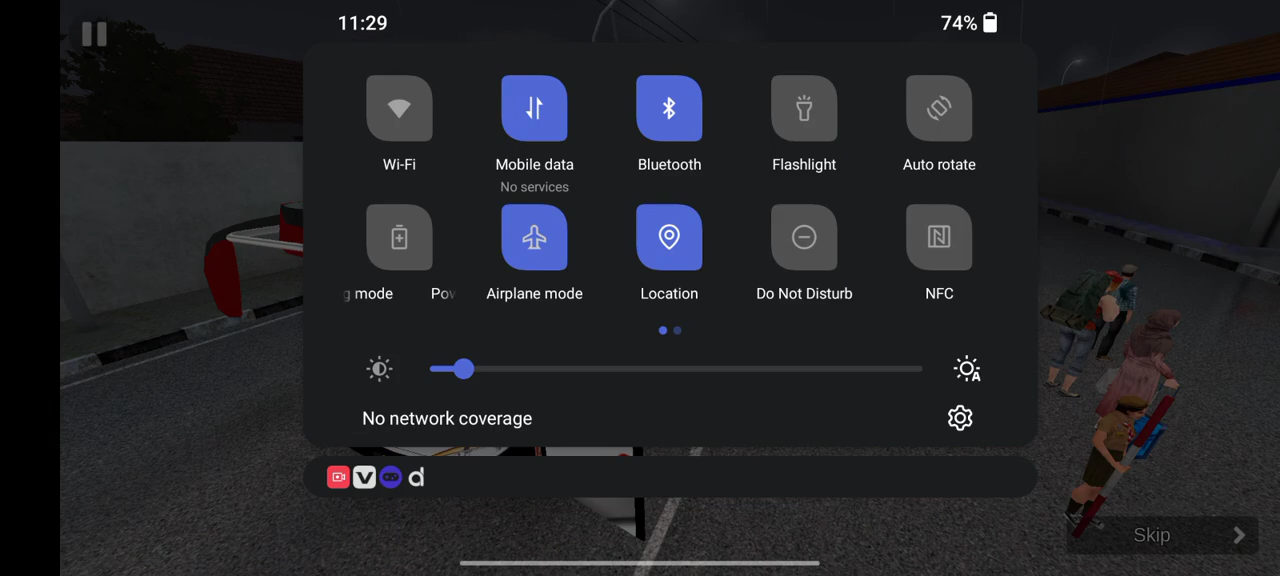 11:29
74%
Wi-Fi
Mobile data
No services
Bluetooth
Flashlight
Auto rotate
g mode
Pow
Airplane mode
Location
Do Not Disturb
NFC
No network coverage
Skip